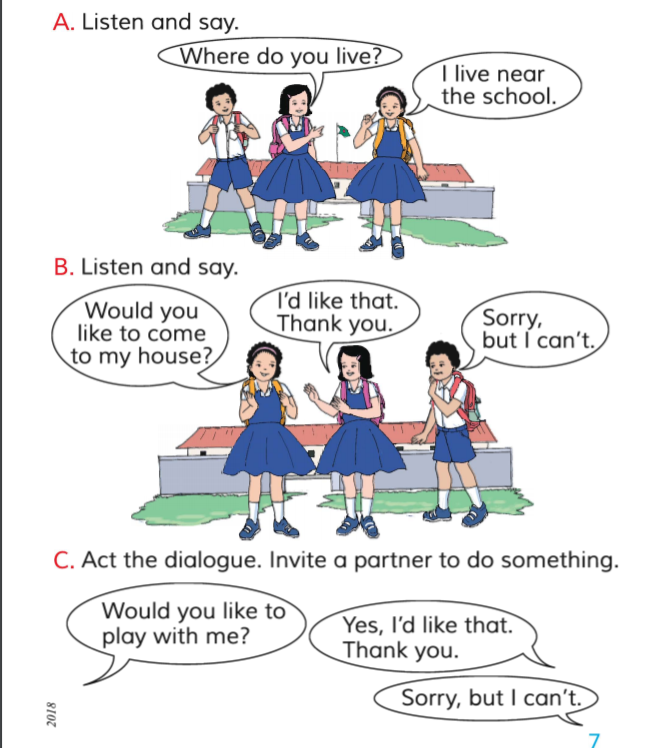 A. Listen and say.
Where do you live?
I live near
the school.
B. Listen and say.
Would you
like to come
to my house?
I'd like that.
Thank you.
Sorry,
but I can't.
C. Act the dialogue. Invite a partner to do something.
Would you like to
play with me?
Yes, I'd like that.
Thank you.
Sorry, but I can't.
2018
7